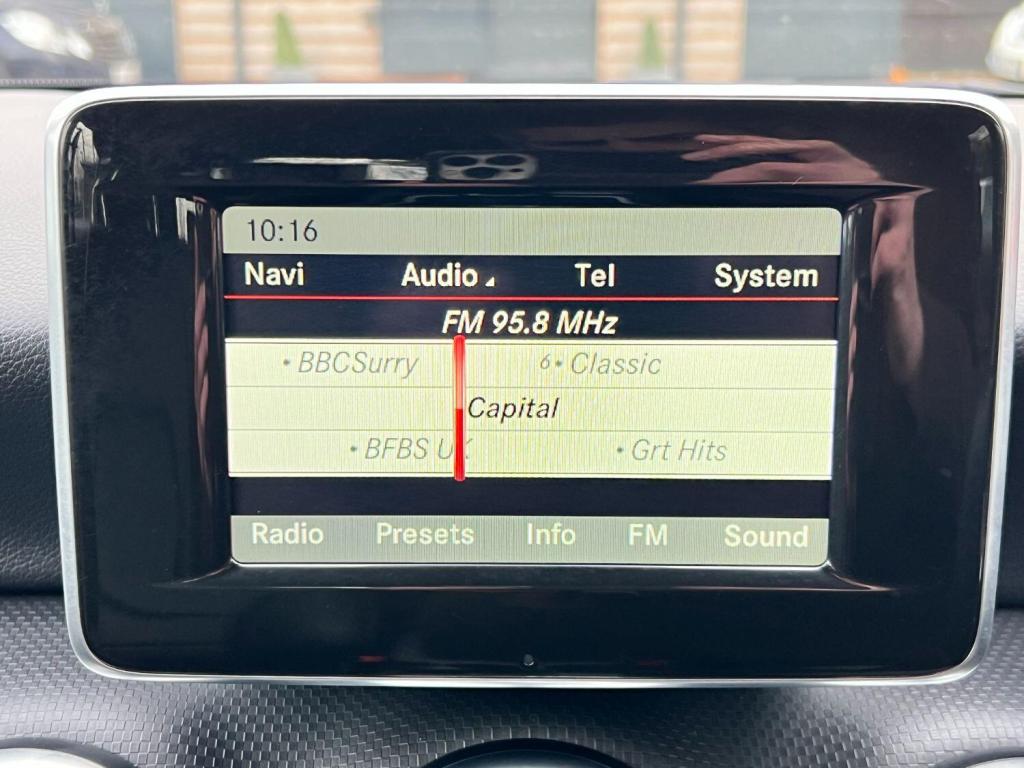 10:16
Navi Audio Tel System
FM 95.8 MHz
• BBCSurry 6• Classic
Capital
• BFBS UK • Grt Hits
Radio Presets Info FM Sound